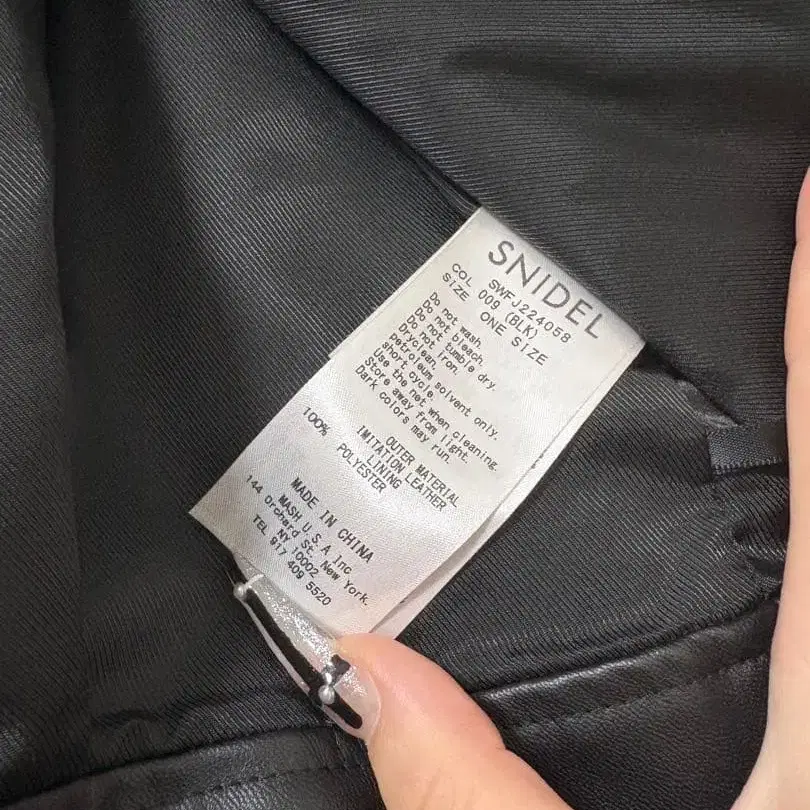 SNIDEL
SWFJ224058
COL 009 (BLK)
SIZE ONE SIZE
Do not wash.
Do not bleach.
Do not tumble dry.
Do not iron.
Dryclean,
petroleum solvent only.
short cycle.
Use the net when cleaning.
Store away from light.
Dark colors may run.
OUTER MATERIAL
IMITATION LEATHER
LINING
100% POLYESTER
MADE IN CHINA
MASH U.S.A Inc
144 Orchard St. New York.
NY 10002
TEL 917 409 5520